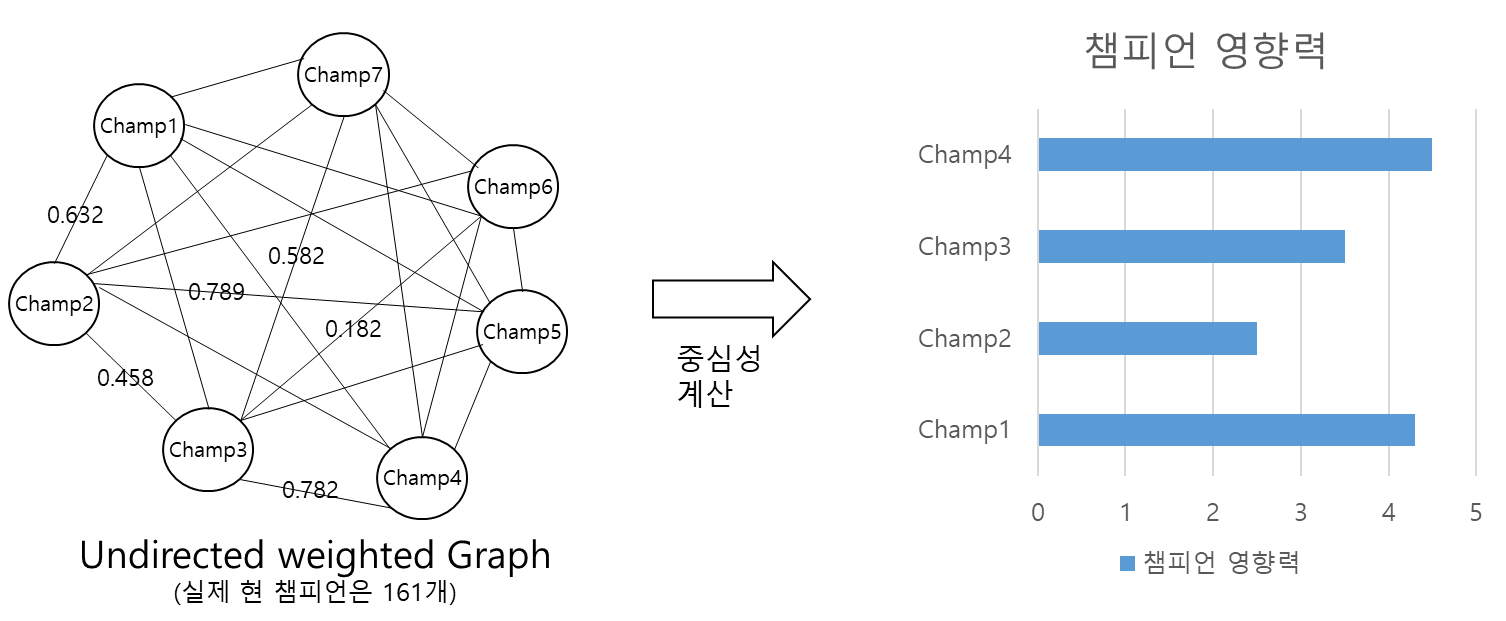 Champ7
Champ1
Champ6
0.632
0.582
0.789
Champ2
0.182
Champ5
0.458
Champ3
Champ4
0.782
Undirected weighted Graph
(실제 현 챔피언은 161개)
중심성
계산
챔피언 영향력
Champ4
Champ3
Champ2
Champ1
0 1 2 3 4 5
챔피언 영향력